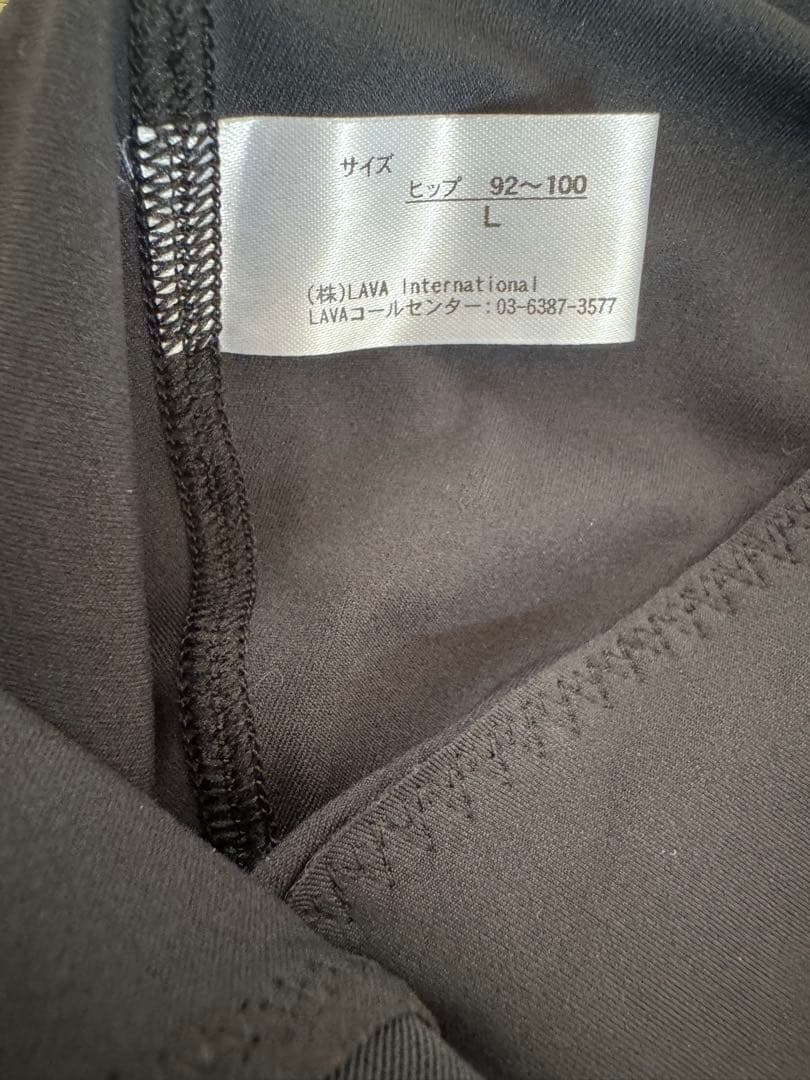 サイズ
ヒップ 92～100
L
(株)LAVA International
LAVAコールセンター:03-6387-3577